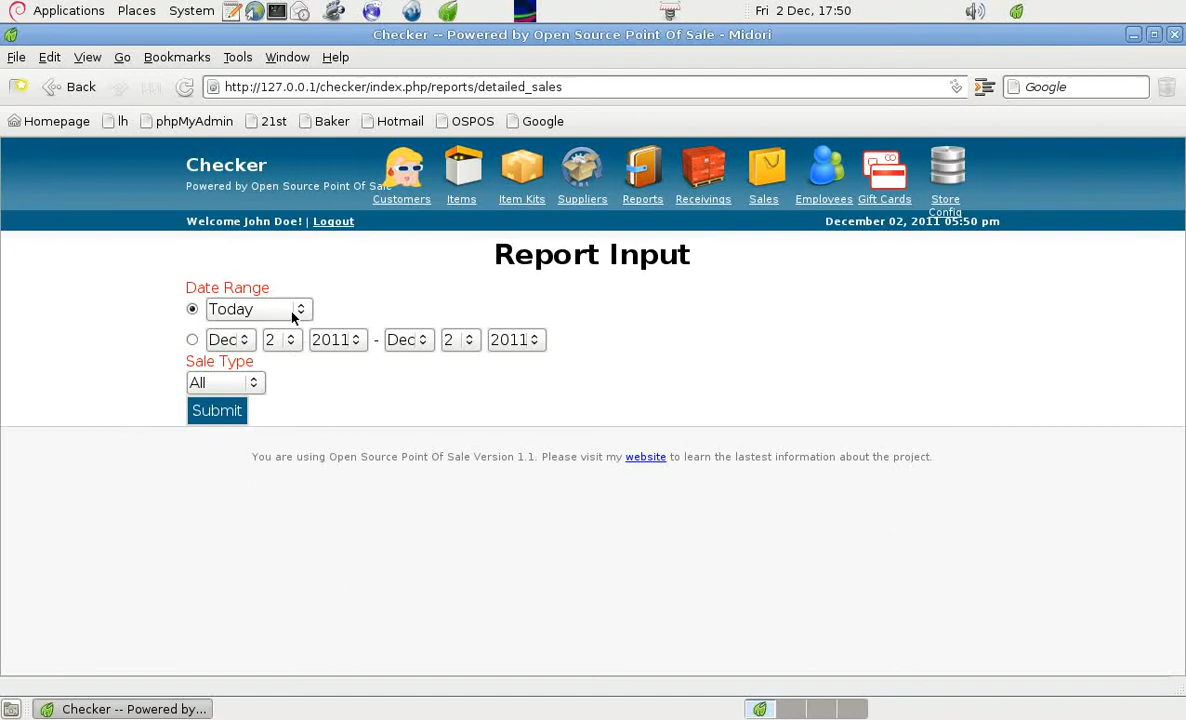 Applications Places System Fri 2 Dec, 17:50
Checker -- Powered by Open Source Point Of Sale - Midori
File Edit View Go Bookmarks Tools Window Help
Back http://127.0.0.1/checker/index.php/reports/detailed_sales Google
Homepage lh phpMyAdmin 21st Baker Hotmail OSPOS Google
Checker
Powered by Open Source Point Of Sale
Customers Items Item Kits Suppliers Reports Receivings Sales Employees Gift Cards Store Config
Welcome John Doe! | Logout December 02, 2011 05:50 pm
Report Input
Date Range
Today
Dec 2 2011 - Dec 2 2011
Sale Type
All
Submit
You are using Open Source Point Of Sale Version 1.1. Please visit my website to learn the lastest information about the project.
Checker -- Powered by...